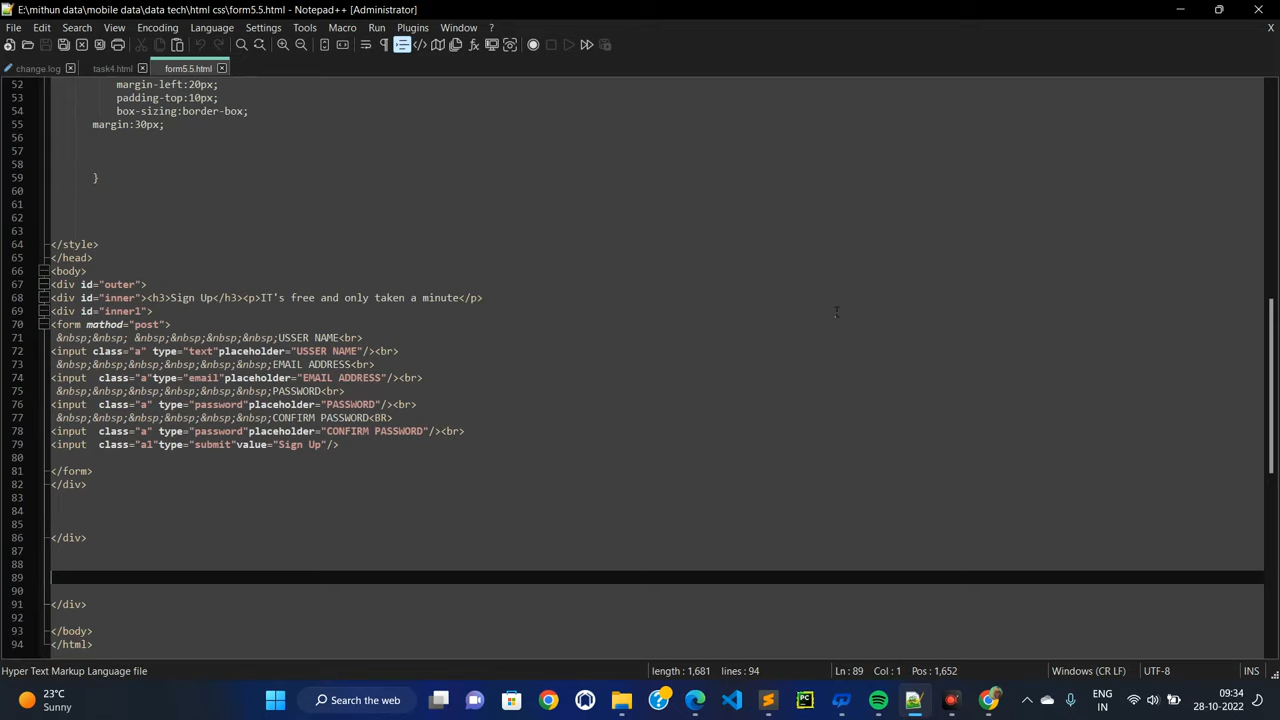 E:\mithun data\mobile data\data tech\html css\form5.5.html - Notepad++ [Administrator]
File Edit Search View Encoding Language Settings Tools Macro Run Plugins Window ? X
change log task4.html form5.5.html
52 margin-left:20px;
53 padding-top:10px;
54 box-sizing:border-box;
55 margin:30px;
56
57
58
59 }
60
61
62
63
64 </style>
65 </head>
66 <body>
67 <div id="outer">
68 <div id="inner"><h3>Sign Up</h3><p>IT's free and only taken a minute</p>
69 <div id="inner1">
70 <form mathod="post">
71 &nbsp;&nbsp; &nbsp;&nbsp;&nbsp;&nbsp;USSER NAME<br>
72 <input class="a" type="text"placeholder="USSER NAME"/><br>
73 &nbsp;&nbsp;&nbsp;&nbsp;&nbsp;&nbsp;EMAIL ADDRESS<br>
74 <input  class="a"type="email"placeholder="EMAIL ADDRESS"/><br>
75 &nbsp;&nbsp;&nbsp;&nbsp;&nbsp;&nbsp;PASSWORD<br>
76 <input  class="a" type="password"placeholder="PASSWORD"/><br>
77 &nbsp;&nbsp;&nbsp;&nbsp;&nbsp;&nbsp;CONFIRM PASSWORD<BR>
78 <input  class="a" type="password"placeholder="CONFIRM PASSWORD"/><br>
79 <input  class="a1"type="submit"value="Sign Up"/>
80
81 </form>
82 </div>
83
84
85
86 </div>
87
88
89
90
91 </div>
92
93 </body>
94 </html>
Hyper Text Markup Language file length : 1,681 lines : 94 Ln : 89 Col : 1 Pos : 1,652 Windows (CR LF) UTF-8 INS
23°C
Sunny
Search the web
PC
ENG
IN
09:34
28-10-2022